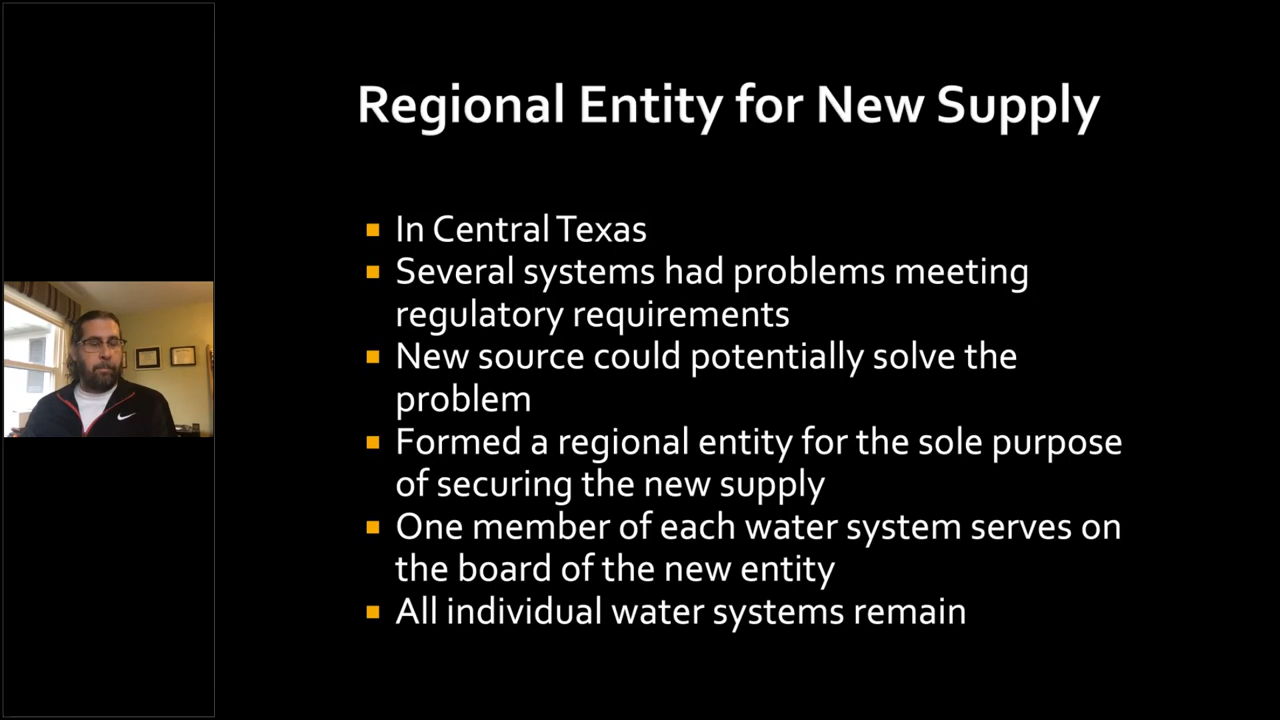 Regional Entity for New Supply
In Central Texas
Several systems had problems meeting
regulatory requirements
New source could potentially solve the
problem
Formed a regional entity for the sole purpose
of securing the new supply
One member of each water system serves on
the board of the new entity
All individual water systems remain